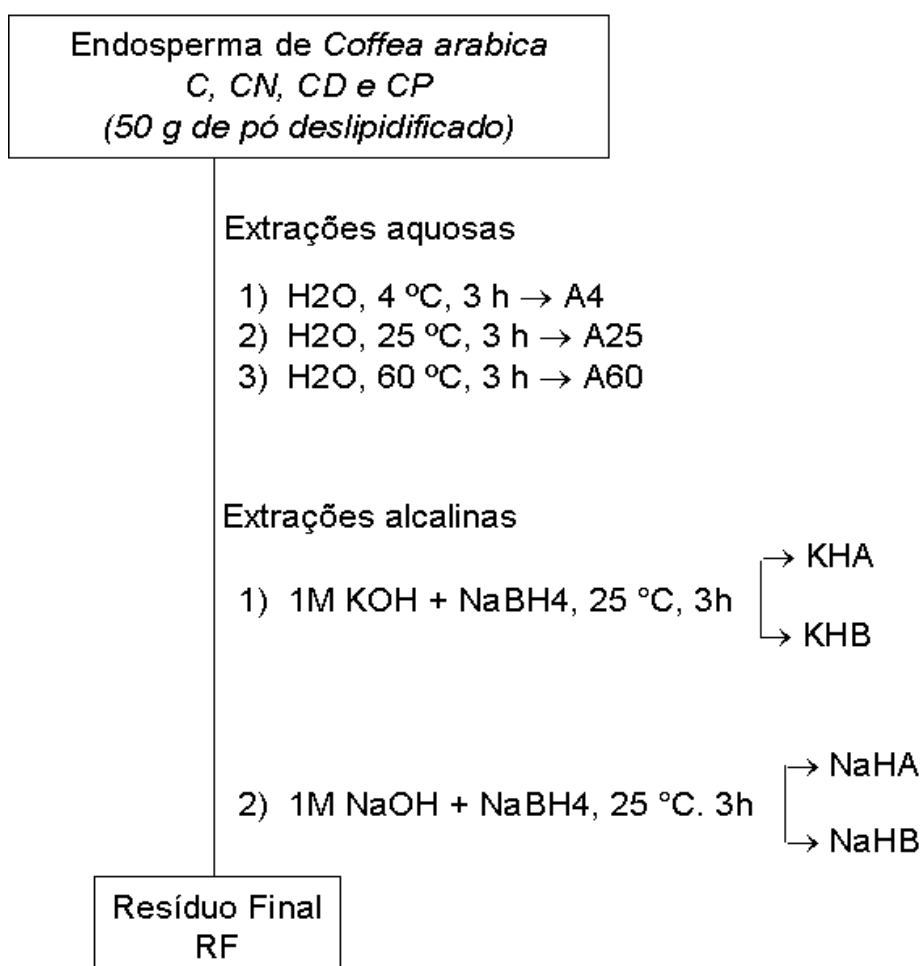 Endosperma de Coffea arabica
C, CN, CD e CP
(50 g de pó deslipidificado)
Extrações aquosas
1) H2O, 4 ºC, 3 h → A4
2) H2O, 25 ºC, 3 h → A25
3) H2O, 60 ºC, 3 h → A60
Extrações alcalinas
→ KHA
1) 1M KOH + NaBH4, 25 °C, 3h
→ KHB
→ NaHA
2) 1M NaOH + NaBH4, 25 °C. 3h
→ NaHB
Resíduo Final
RF